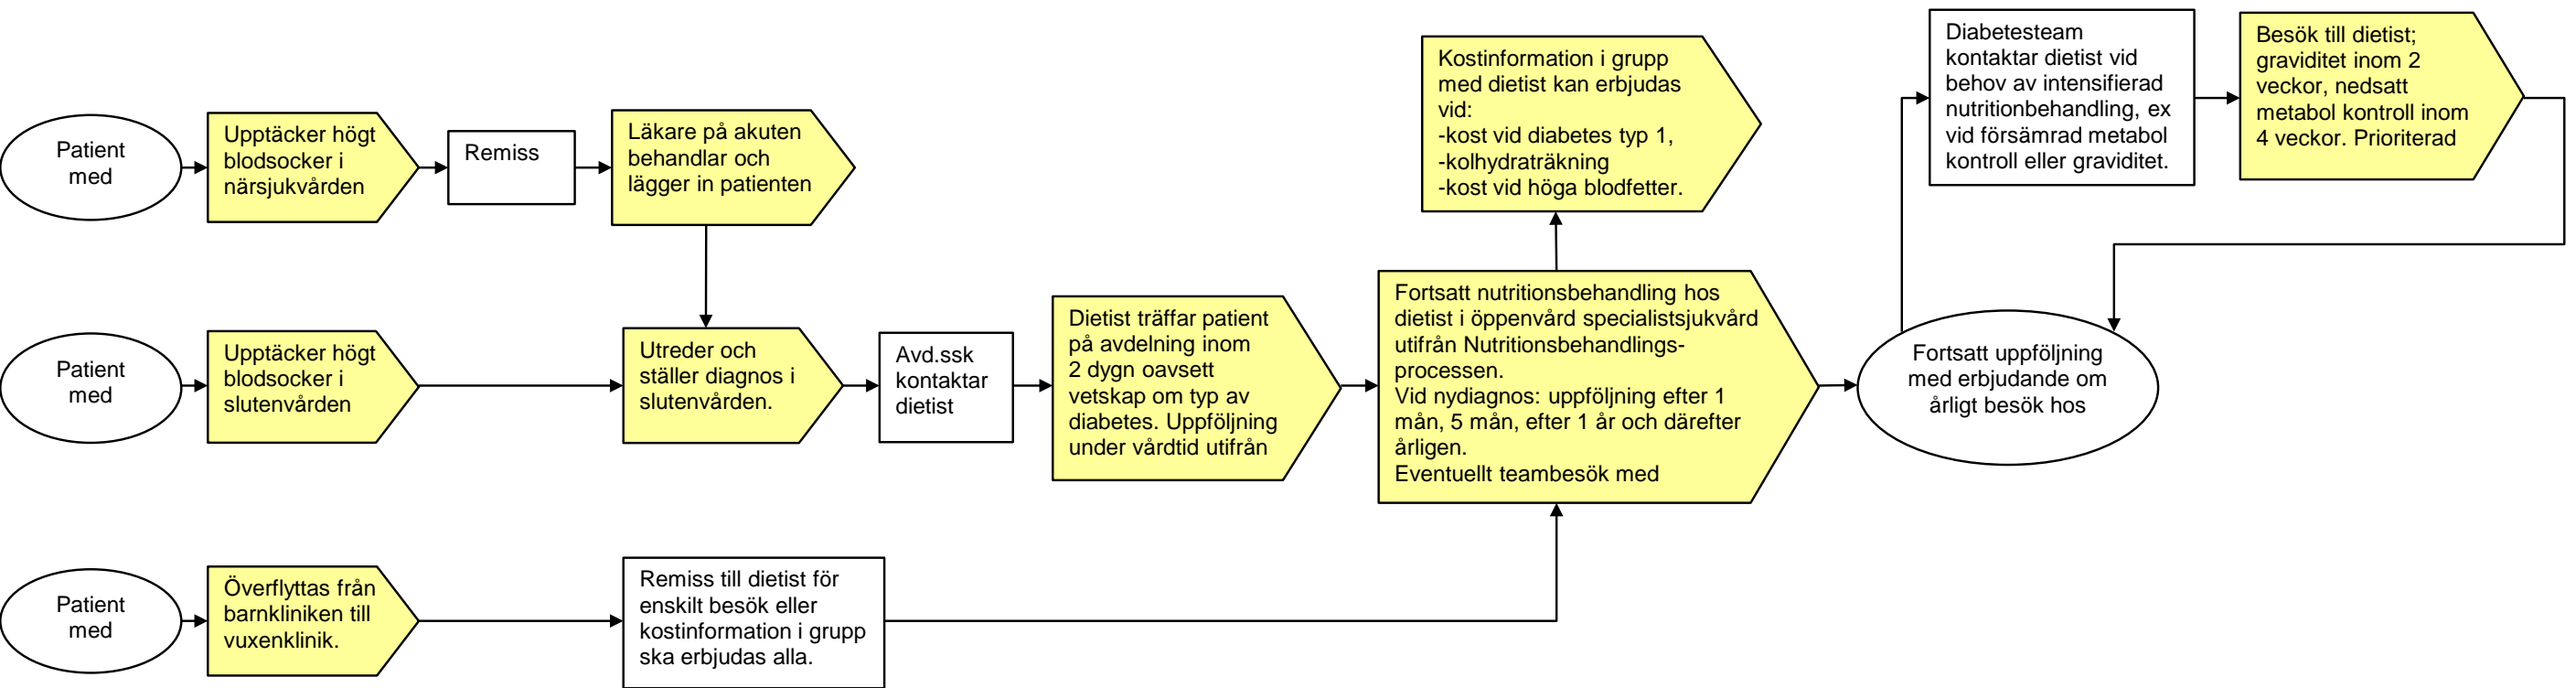 Patient
med
Upptäcker högt
blodsocker i
närsjukvården
Remiss
Läkare på akuten
behandlar och
lägger in patienten
Kostinformation i grupp
med dietist kan erbjudas
vid:
-kost vid diabetes typ 1,
-kolhydraträkning
-kost vid höga blodfetter.
Diabetesteam
kontaktar dietist vid
behov av intensifierad
nutritionbehandling, ex
vid försämrad metabol
kontroll eller graviditet.
Besök till dietist;
graviditet inom 2
veckor, nedsatt
metabol kontroll inom
4 veckor. Prioriterad
Patient
med
Upptäcker högt
blodsocker i
slutenvården
Utreder och
ställer diagnos i
slutenvården.
Avd.ssk
kontaktar
dietist
Dietist träffar patient
på avdelning inom
2 dygn oavsett
vetskap om typ av
diabetes. Uppföljning
under vårdtid utifrån
Fortsatt nutritionsbehandling hos
dietist i öppenvård specialistsjukvård
utifrån Nutritionsbehandlings-
processen.
Vid nydiagnos: uppföljning efter 1
mån, 5 mån, efter 1 år och därefter
årligen.
Eventuellt teambesök med
Fortsatt uppföljning
med erbjudande om
årligt besök hos
Patient
med
Överflyttas från
barnkliniken till
vuxenklinik.
Remiss till dietist för
enskilt besök eller
kostinformation i grupp
ska erbjudas alla.